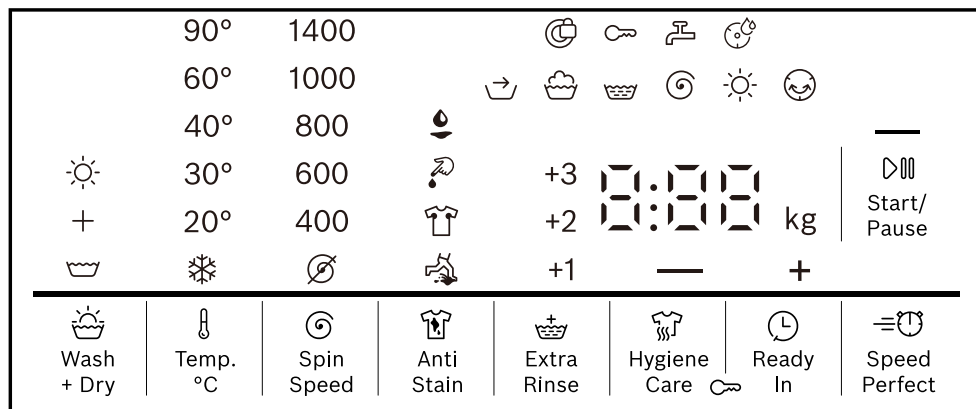 90° 1400
60° 1000
40° 800
30° 600 +3 8:88
Start/
20° 400 +2 kg
Pause
+ +1 — +
Wash Temp. Spin Anti Extra Hygiene Ready Speed
+ Dry °C Speed Stain Rinse Care In Perfect